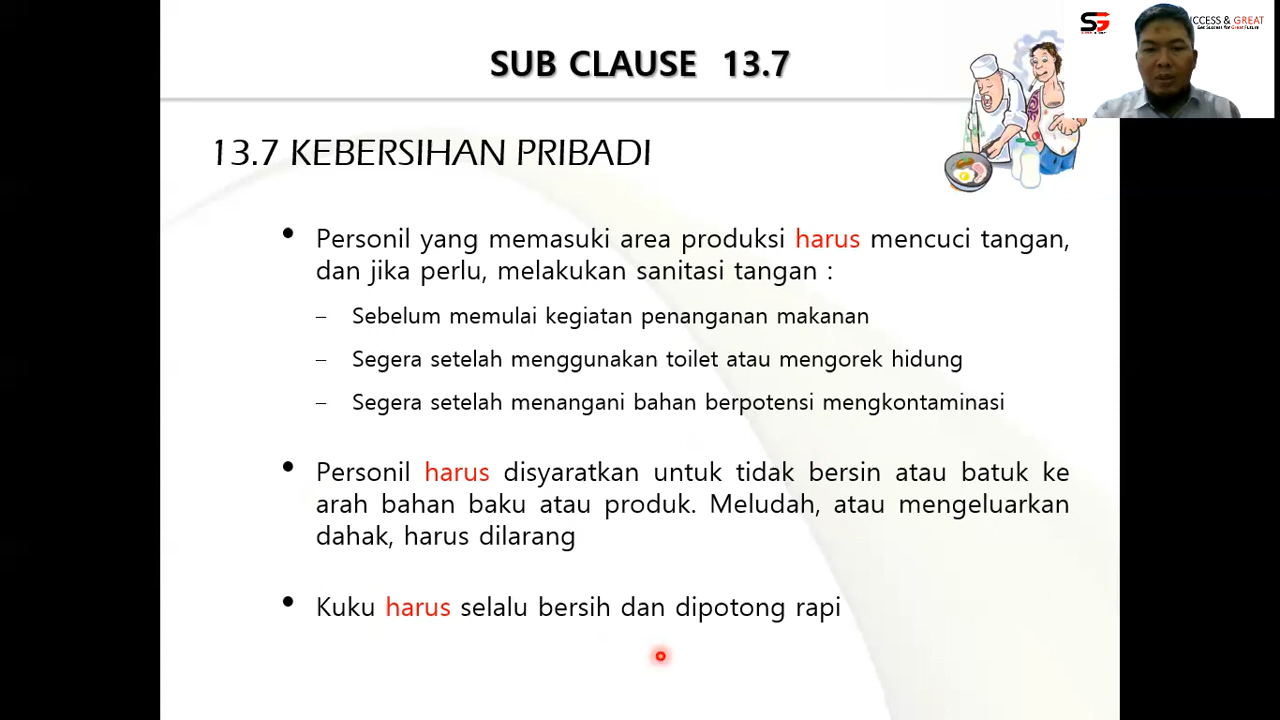 SUB CLAUSE 13.7
SG
CCESS & GREAT
13.7 KEBERSIHAN PRIBADI
• Personil yang memasuki area produksi harus mencuci tangan,
dan jika perlu, melakukan sanitasi tangan :
– Sebelum memulai kegiatan penanganan makanan
– Segera setelah menggunakan toilet atau mengorek hidung
– Segera setelah menangani bahan berpotensi mengkontaminasi
• Personil harus disyaratkan untuk tidak bersin atau batuk ke
arah bahan baku atau produk. Meludah, atau mengeluarkan
dahak, harus dilarang
• Kuku harus selalu bersih dan dipotong rapi